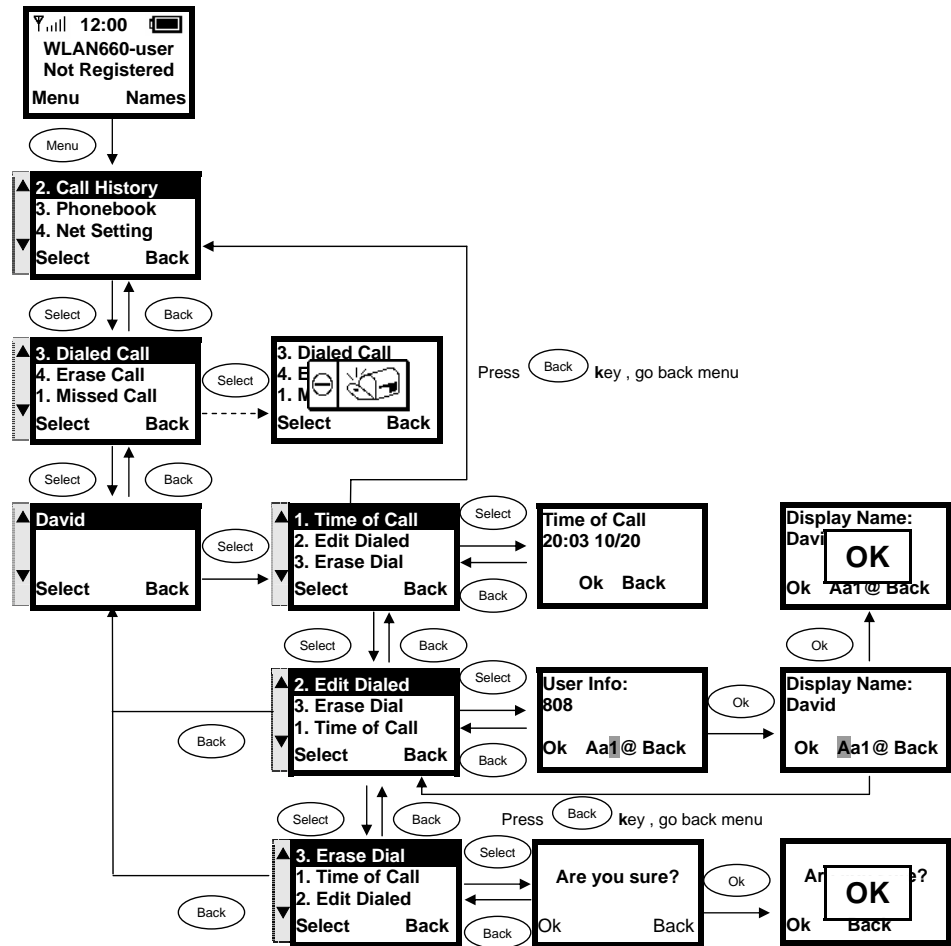 12:00
WLAN660-user
Not Registered
Menu Names
Menu
2. Call History
3. Phonebook
4. Net Setting
Select Back
Select Back
3. Dialed Call
4. Erase Call
1. Missed Call
Select Back
Select
3. Dialed Call
4. E
1. M
Select Back
Press Back key , go back menu
Select Back
David
Select Back
Select
1. Time of Call
2. Edit Dialed
3. Erase Dial
Select Back
Select
Back
Time of Call
20:03 10/20
Ok Back
Display Name:
Davi
OK
Ok Aa1@ Back
Select Back
Ok
2. Edit Dialed
3. Erase Dial
1. Time of Call
Select Back
Back
Select
Back
User Info:
808
Ok Aa1@ Back
Ok
Display Name:
David
Ok Aa1@ Back
Select Back
Press Back key , go back menu
3. Erase Dial
1. Time of Call
2. Edit Dialed
Select Back
Back
Select
Back
Are you sure?
Ok Back
Ok
Ar e?
OK
Ok Back